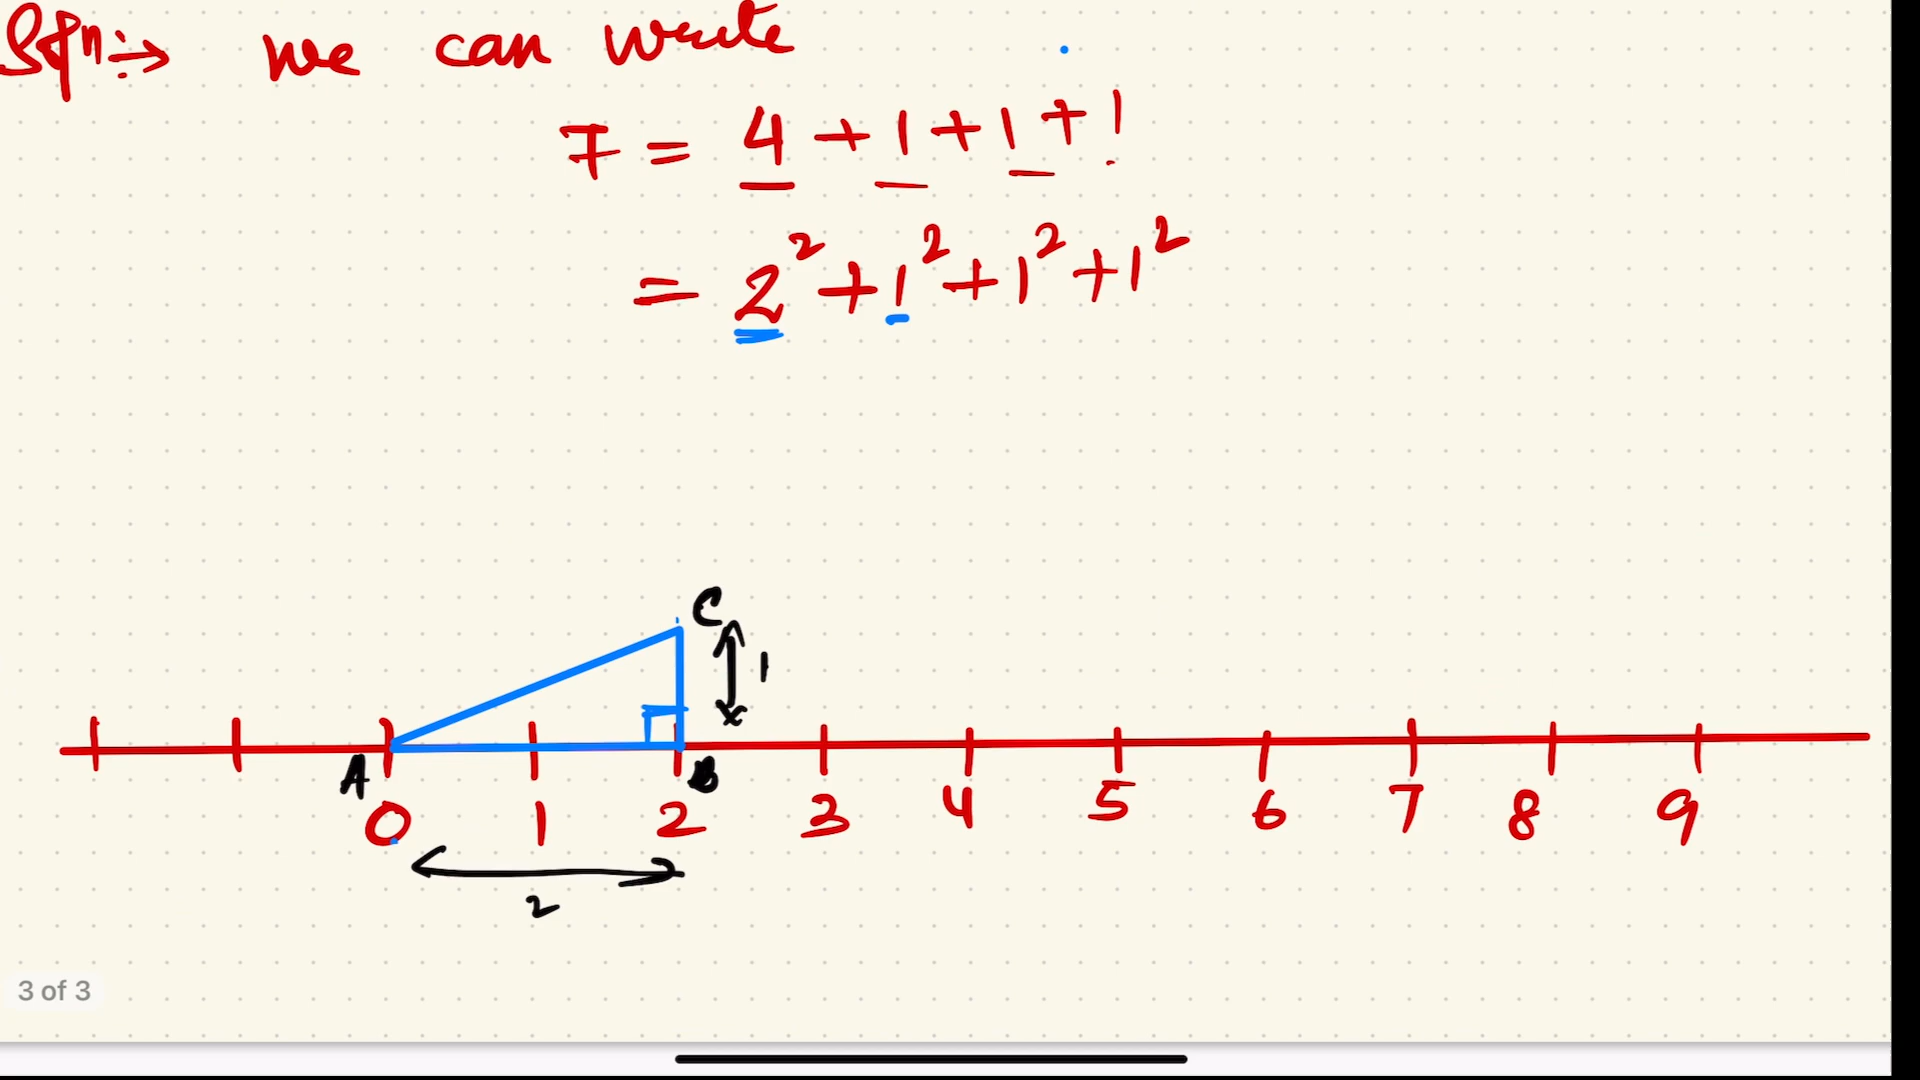 Solⁿ:→ we can write
7 = 4 + 1 + 1 + 1
= 2² + 1² + 1² + 1²
C
1
A B
0 1 2 3 4 5 6 7 8 9
2
3 of 3